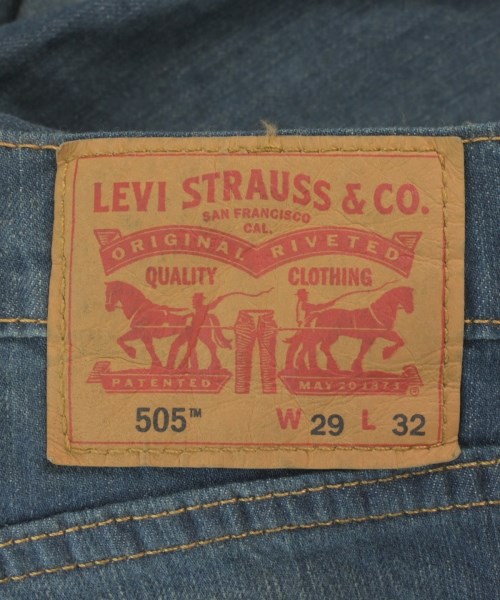 LEVI STRAUSS & CO.
SAN FRANCISCO
CAL.
ORIGINAL RIVETED
QUALITY CLOTHING
PATENTED MAY 20 1873
®
505™ W 29 L 32